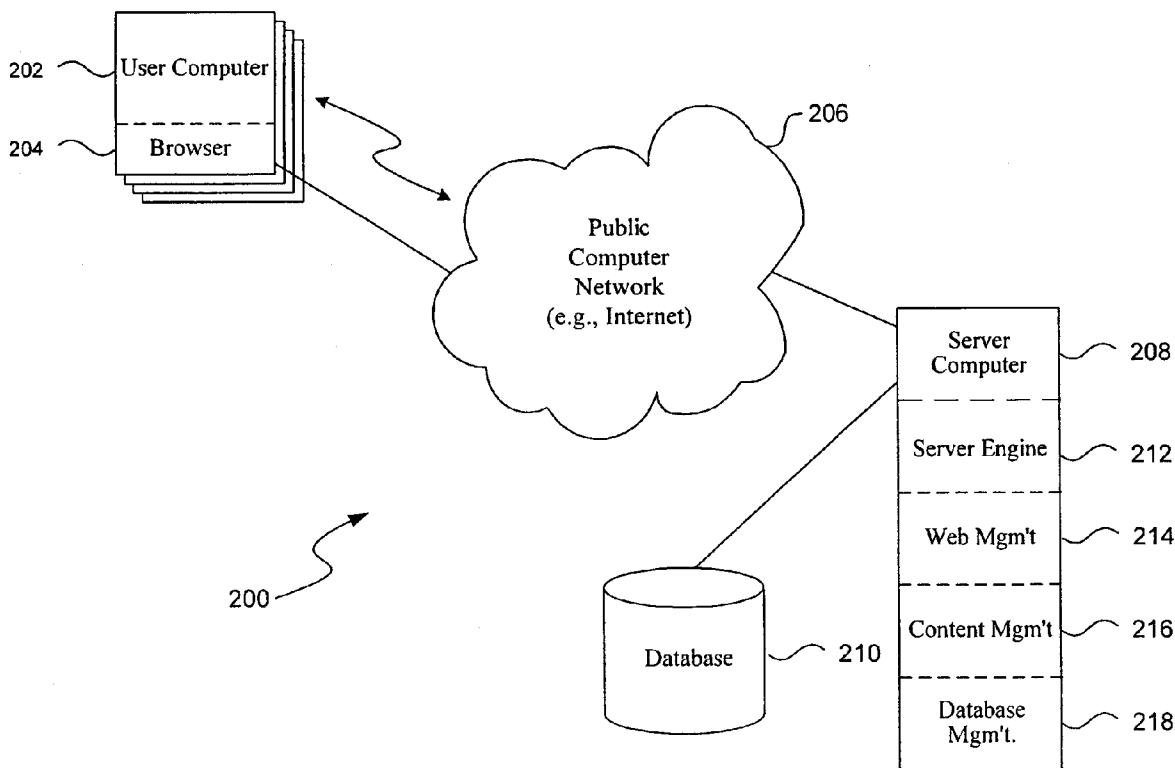 202
User Computer
204
Browser
206
Public
Computer
Network
(e.g., Internet)
Server
Computer
208
Server Engine
212
Web Mgm't
214
200
Content Mgm't
216
Database
210
Database
Mgm't.
218